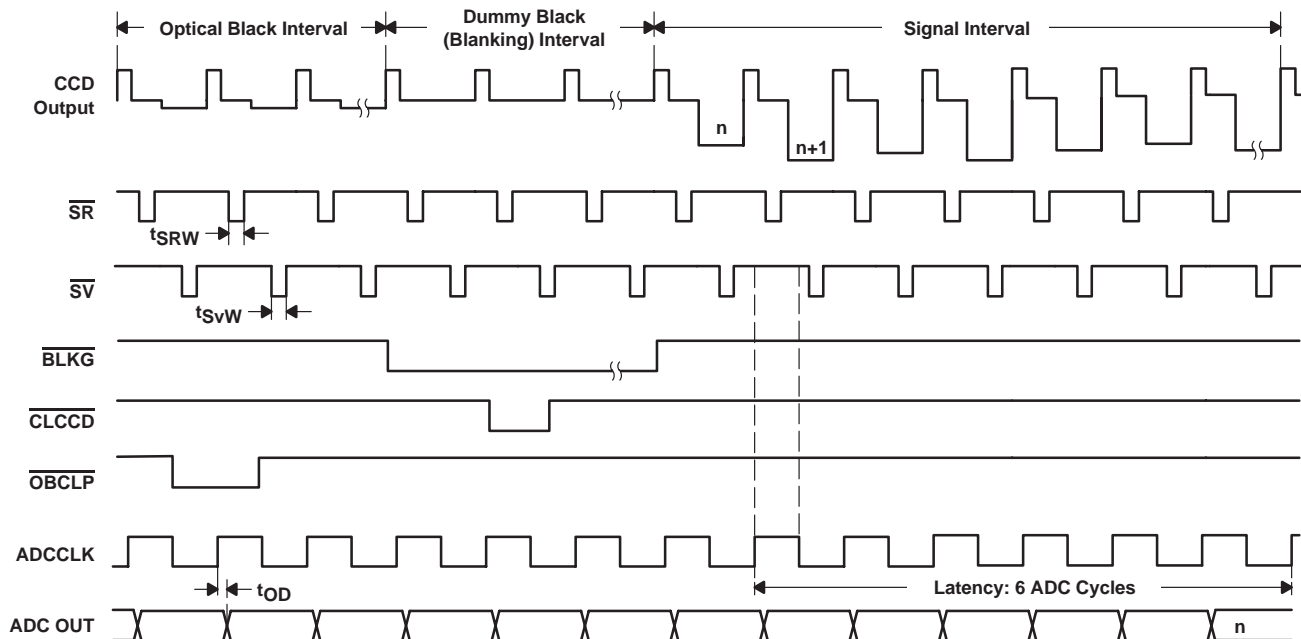 Optical Black Interval
Dummy Black
(Blanking) Interval
Signal Interval
CCD
Output
n
n+1
SR
tSRW
SV
tSvW
BLKG
CLCCD
OBCLP
ADCCLK
tOD
Latency: 6 ADC Cycles
ADC OUT
n